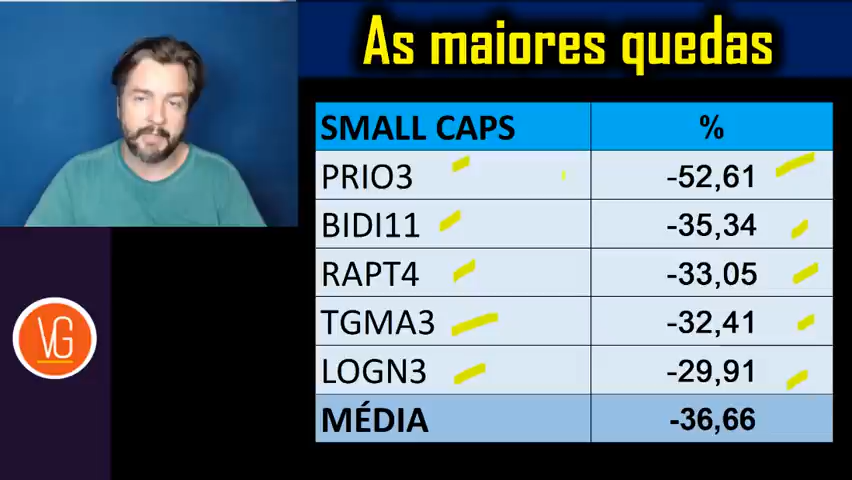 As maiores quedas
SMALL CAPS %
PRIO3 -52,61
BIDI11 -35,34
RAPT4 -33,05
TGMA3 -32,41
LOGN3 -29,91
MÉDIA -36,66
VG